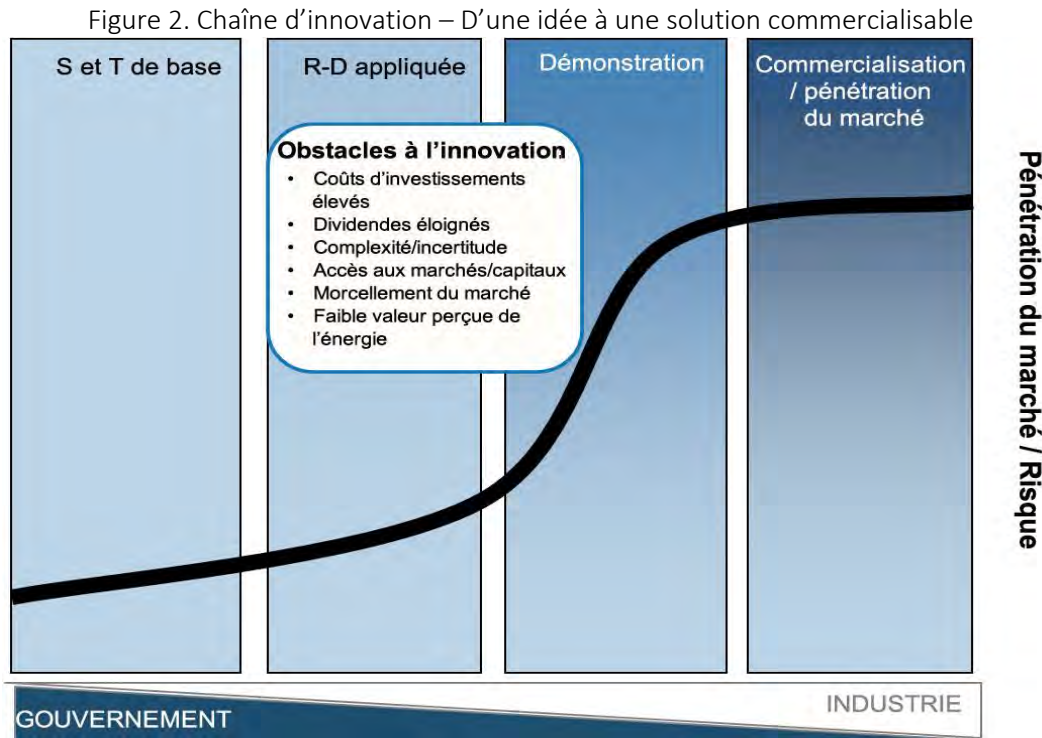 Figure 2. Chaîne d’innovation – D’une idée à une solution commercialisable
S et T de base
R-D appliquée
Démonstration
Commercialisation
/ pénétration
du marché
Obstacles à l’innovation
• Coûts d’investissements
élevés
• Dividendes éloignés
• Complexité/incertitude
• Accès aux marchés/capitaux
• Morcellement du marché
• Faible valeur perçue de
l’énergie
Pénétration du marché / Risque
GOUVERNEMENT
INDUSTRIE